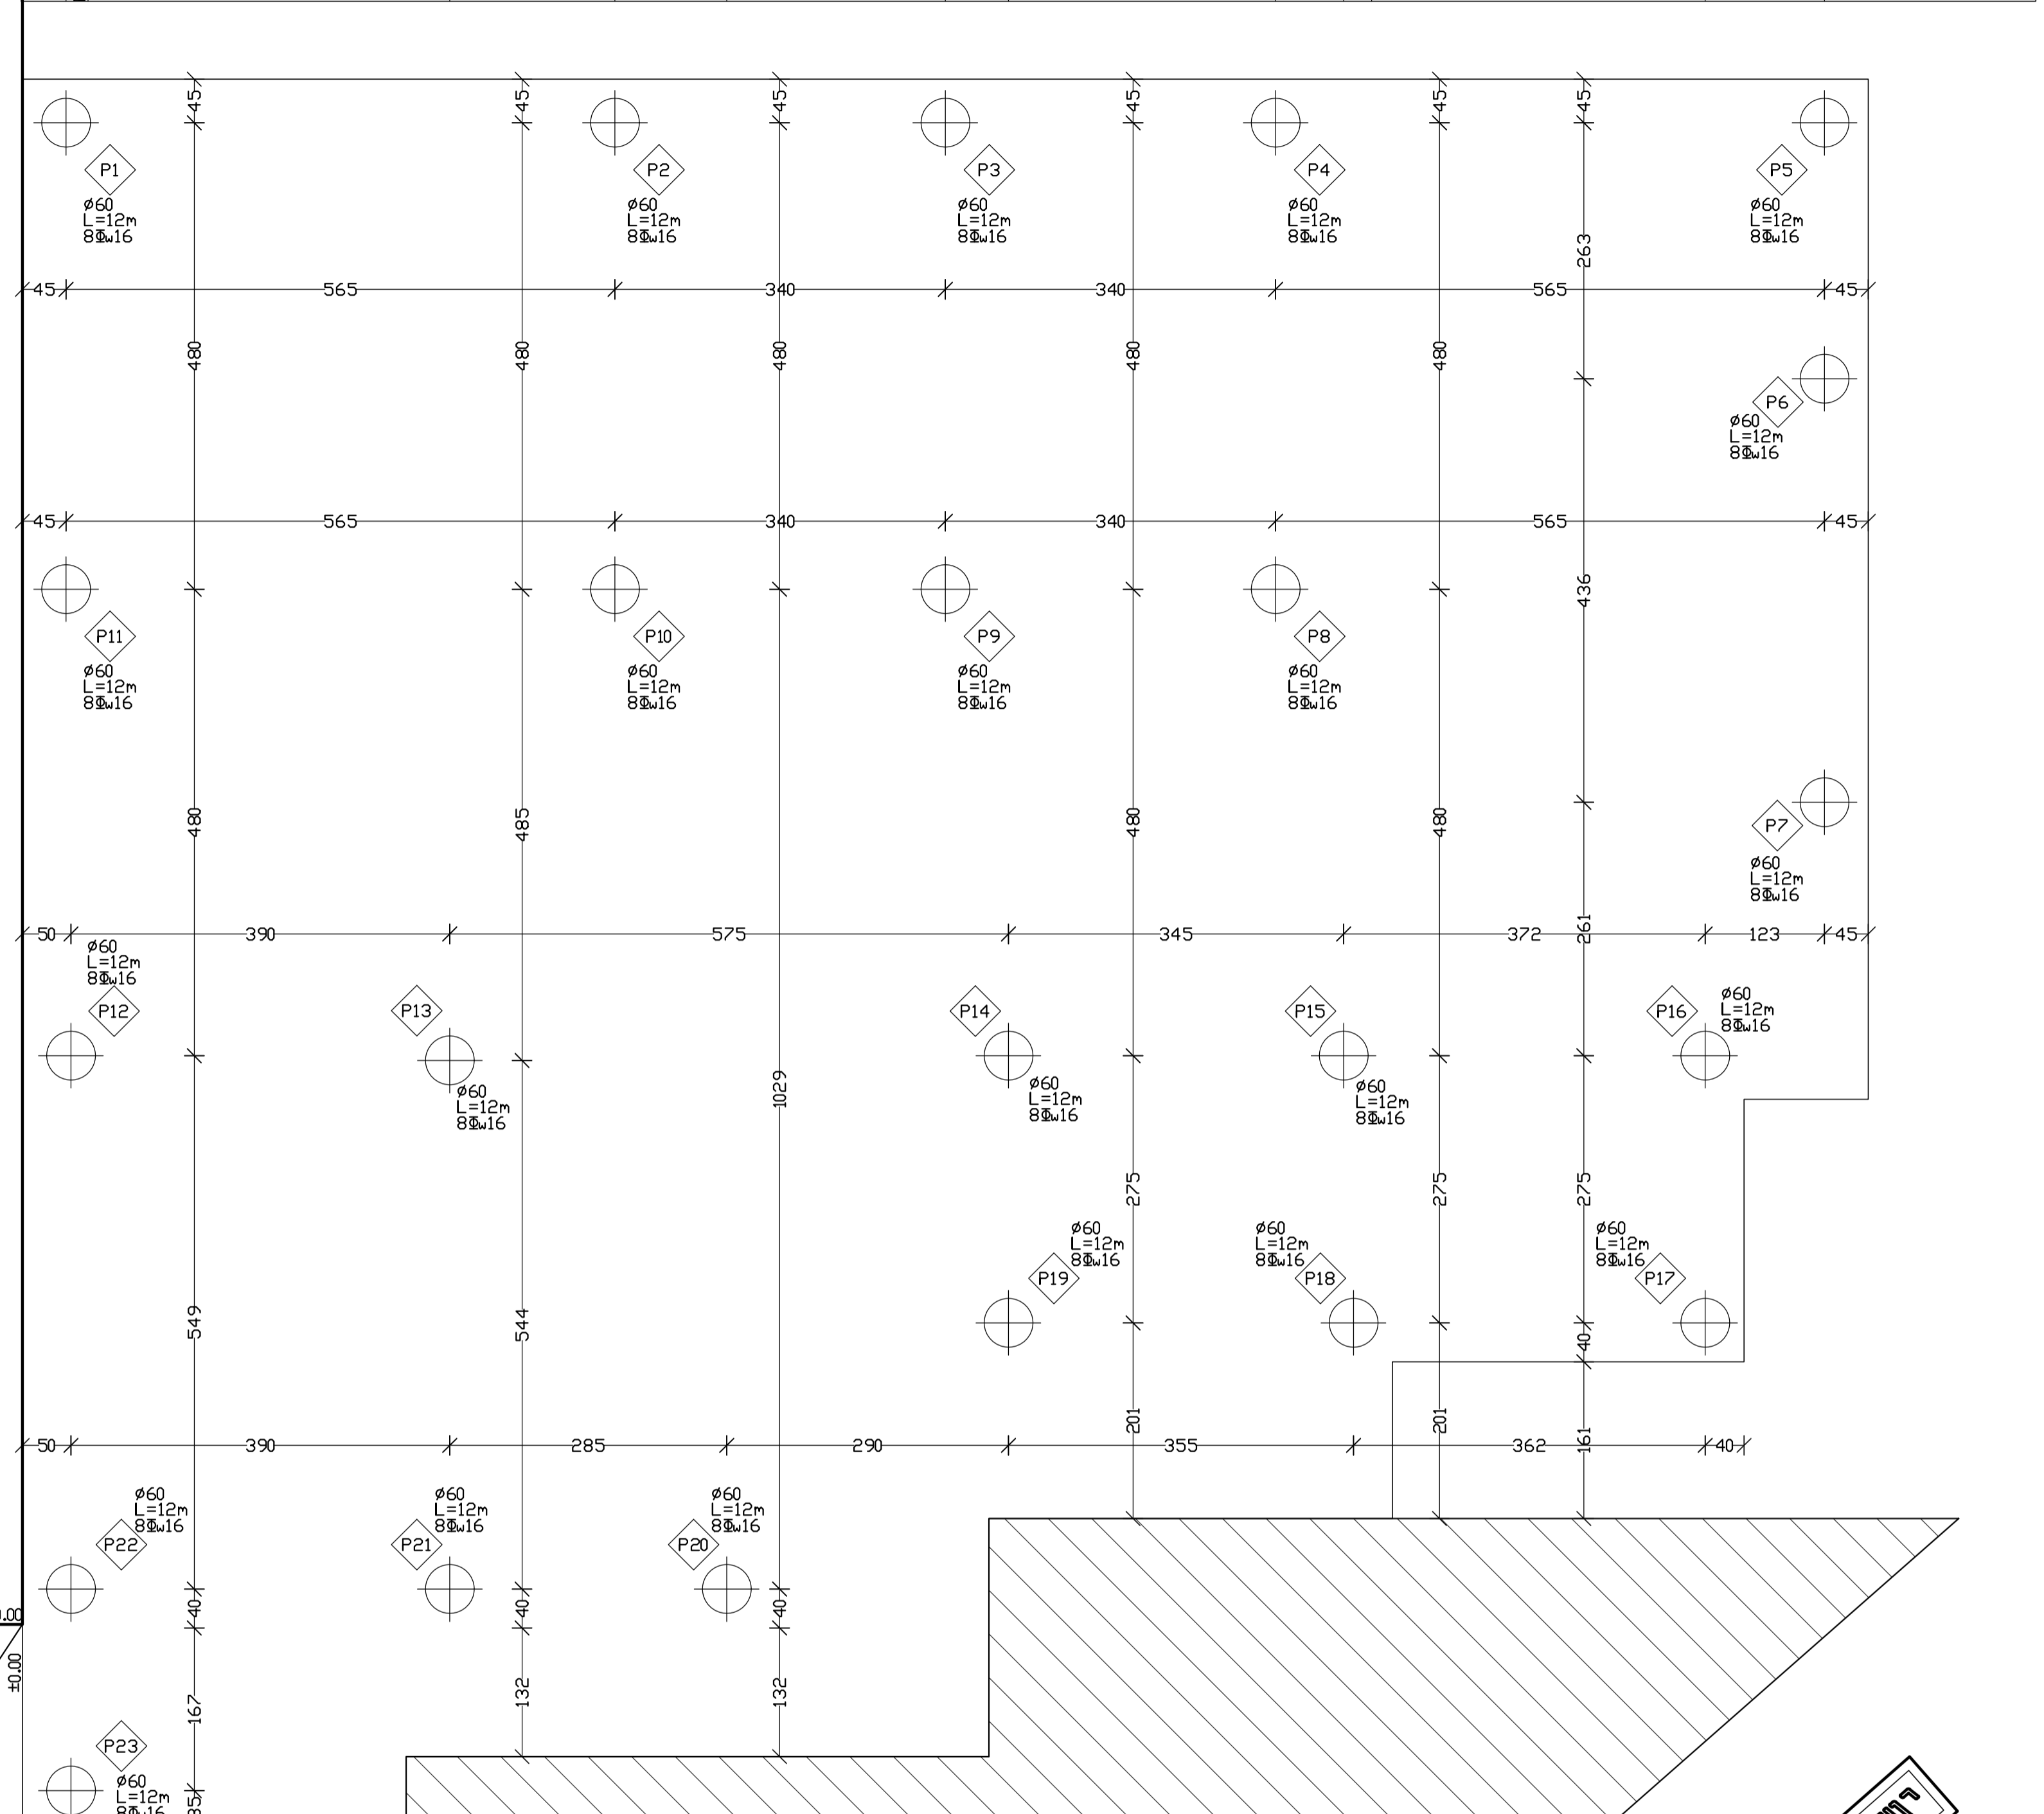 45
45
45
45
45
45
P1
P2
P3
P4
P5
ø60
L=12m
8Φw16
ø60
L=12m
8Φw16
ø60
L=12m
8Φw16
ø60
L=12m
8Φw16
ø60
L=12m
8Φw16
263
45
565
340
340
565
45
480
480
480
480
480
P6
ø60
L=12m
8Φw16
45
565
340
340
565
45
436
P11
P10
P9
P8
ø60
L=12m
8Φw16
ø60
L=12m
8Φw16
ø60
L=12m
8Φw16
ø60
L=12m
8Φw16
480
485
480
480
P7
ø60
L=12m
8Φw16
50
390
575
345
372
261
123
45
ø60
L=12m
8Φw16
P12
P13
P14
P15
P16
ø60
L=12m
8Φw16
ø60
L=12m
8Φw16
ø60
L=12m
8Φw16
ø60
L=12m
8Φw16
1029
275
275
275
ø60
L=12m
8Φw16
ø60
L=12m
8Φw16
ø60
L=12m
8Φw16
P19
P18
P17
549
544
40
201
201
161
50
390
285
290
355
362
40
ø60
L=12m
8Φw16
ø60
L=12m
8Φw16
ø60
L=12m
8Φw16
P22
P21
P20
40
40
40
.00
±0.00
167
132
132
P23
ø60
L=12m
8Φw16